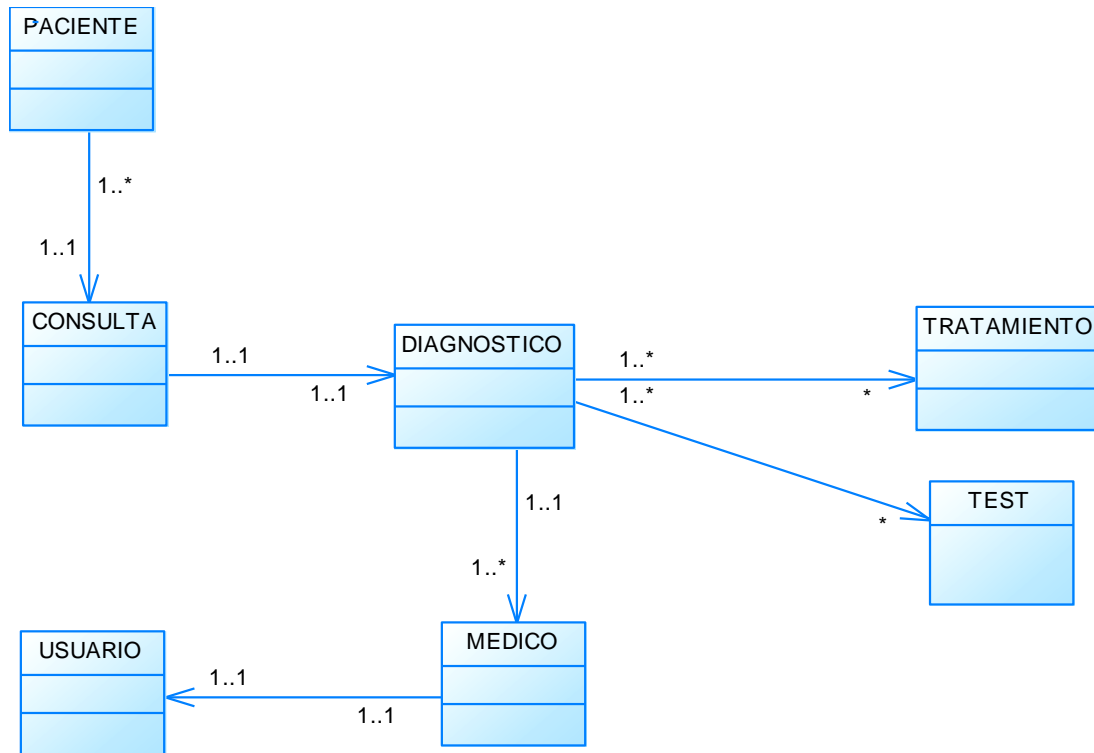 PACIENTE
1..*
1..1
CONSULTA
1..1
1..1
DIAGNOSTICO
1..*
*
TRATAMIENTO
1..*
*
TEST
1..1
1..*
MEDICO
1..1
1..1
USUARIO